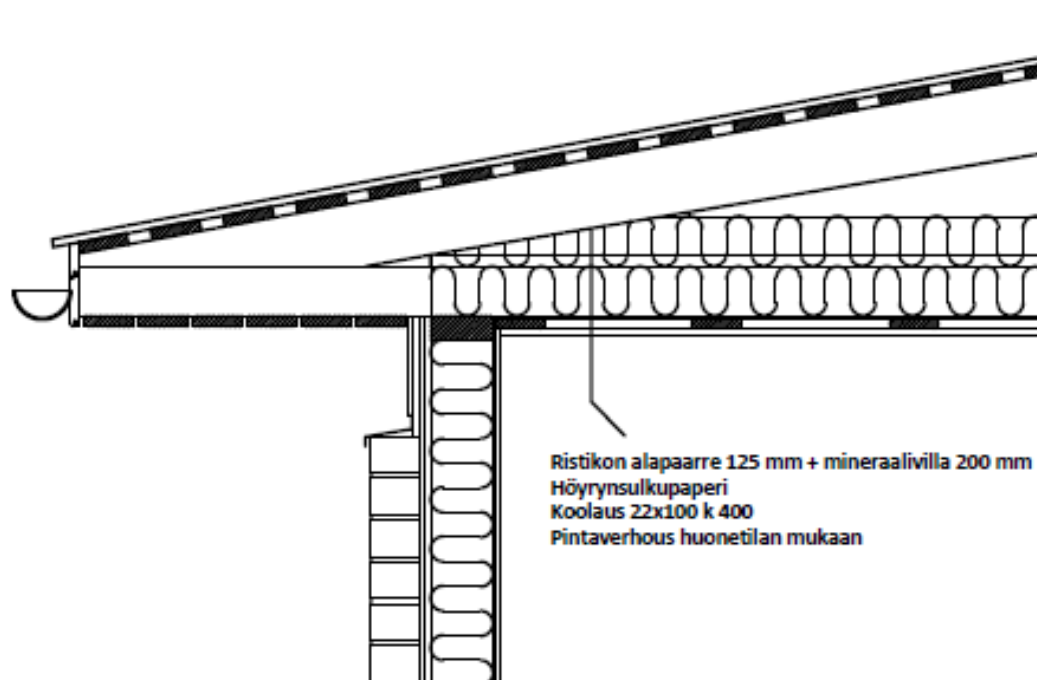 Ristikon alapaarre 125 mm + mineraalivilla 200 mm
Höyrynsulkupaperi
Koolaus 22x100 k 400
Pintaverhous huonetilan mukaan